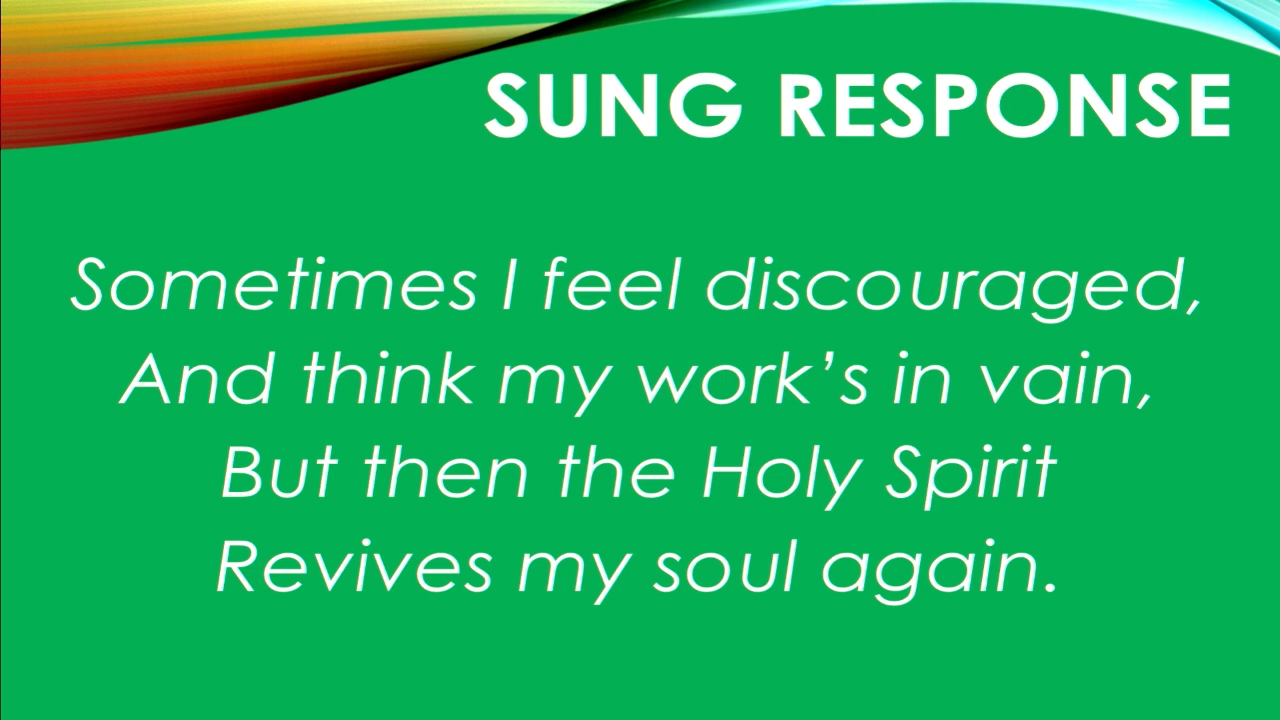 SUNG RESPONSE
Sometimes I feel discouraged,
And think my work’s in vain,
But then the Holy Spirit
Revives my soul again.